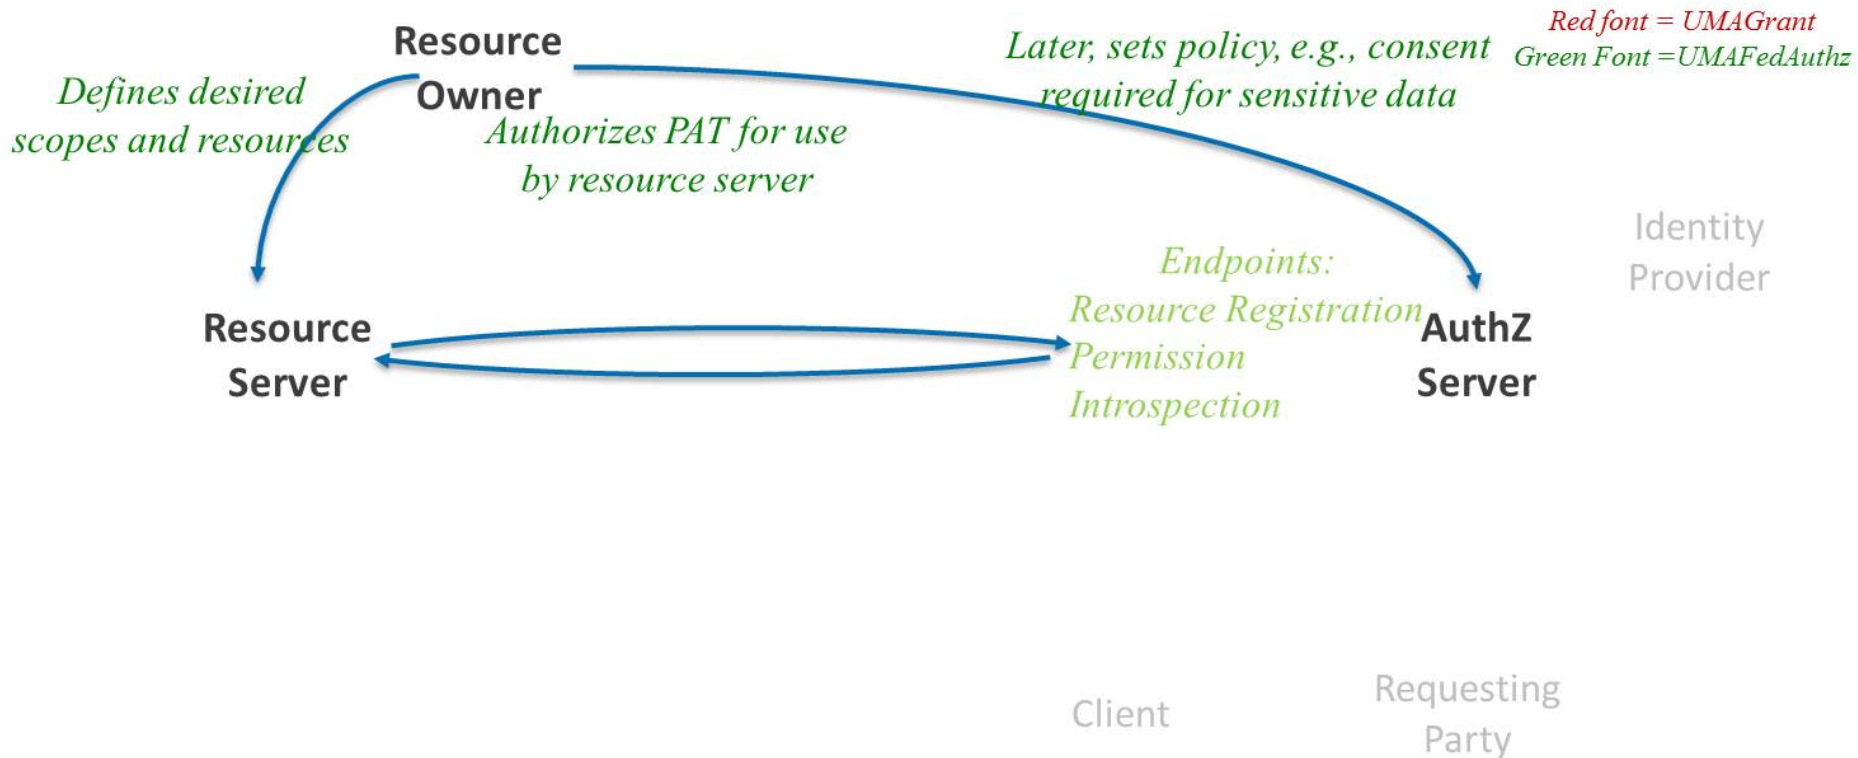 Resource
Owner
Defines desired
scopes and resources
Authorizes PAT for use
by resource server
Later, sets policy, e.g., consent
required for sensitive data
Red font = UMAGrant
Green Font =UMAFedAuthz
Identity
Provider
Resource
Server
Endpoints:
Resource Registration
Permission
Introspection
AuthZ
Server
Client
Requesting
Party